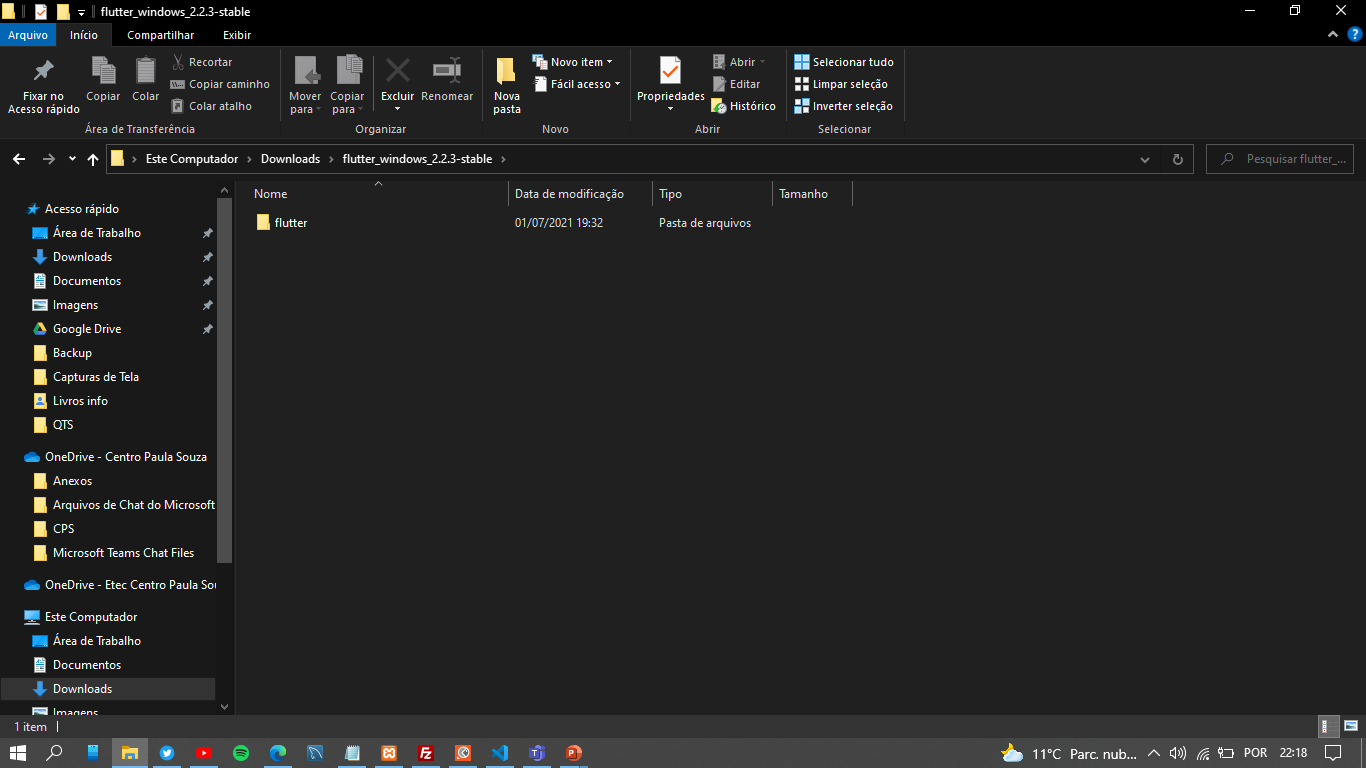 flutter_windows_2.2.3-stable
Arquivo Início Compartilhar Exibir
Fixar no Acesso rápido
Copiar
Colar
Recortar
Copiar caminho
Colar atalho
Área de Transferência
Mover para
Copiar para
Excluir
Renomear
Organizar
Nova pasta
Novo item
Fácil acesso
Novo
Propriedades
Abrir
Editar
Histórico
Abrir
Selecionar tudo
Limpar seleção
Inverter seleção
Selecionar
Este Computador > Downloads > flutter_windows_2.2.3-stable >
Pesquisar flutter_...
Nome Data de modificação Tipo Tamanho
flutter 01/07/2021 19:32 Pasta de arquivos
Acesso rápido
Área de Trabalho
Downloads
Documentos
Imagens
Google Drive
Backup
Capturas de Tela
Livros info
QTS
OneDrive - Centro Paula Souza
Anexos
Arquivos de Chat do Microsoft
CPS
Microsoft Teams Chat Files
OneDrive - Etec Centro Paula Sou
Este Computador
Área de Trabalho
Documentos
Downloads
Imagens
1 item
11°C Parc. nub... POR 22:18